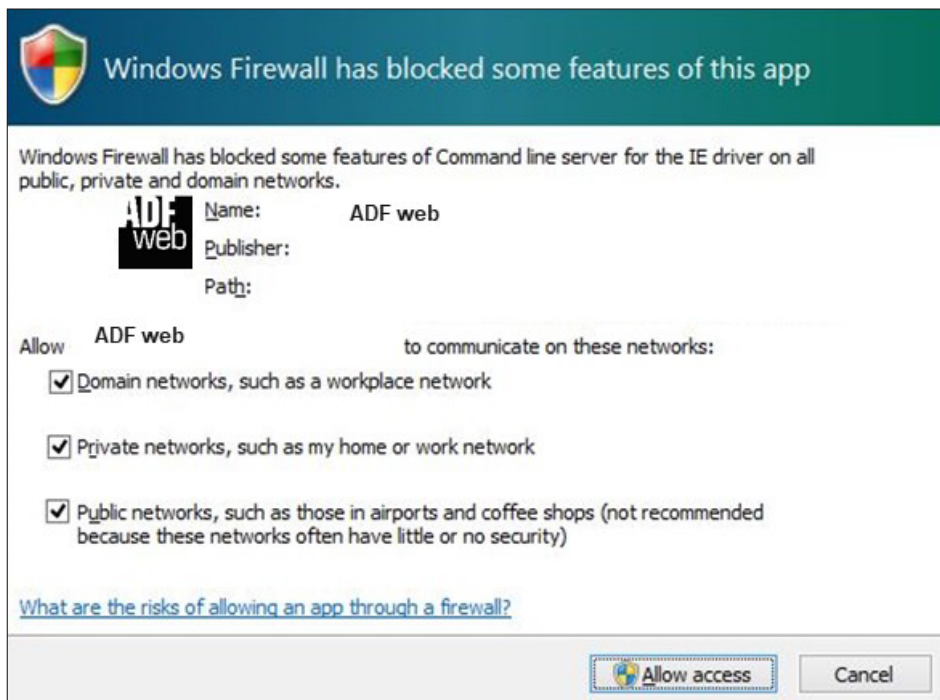 Windows Firewall has blocked some features of this app
Windows Firewall has blocked some features of Command line server for the IE driver on all
public, private and domain networks.
ADF
web
Name: ADF web
Publisher:
Path:
Allow ADF web to communicate on these networks:
Domain networks, such as a workplace network
Private networks, such as my home or work network
Public networks, such as those in airports and coffee shops (not recommended
because these networks often have little or no security)
What are the risks of allowing an app through a firewall?
Allow access Cancel